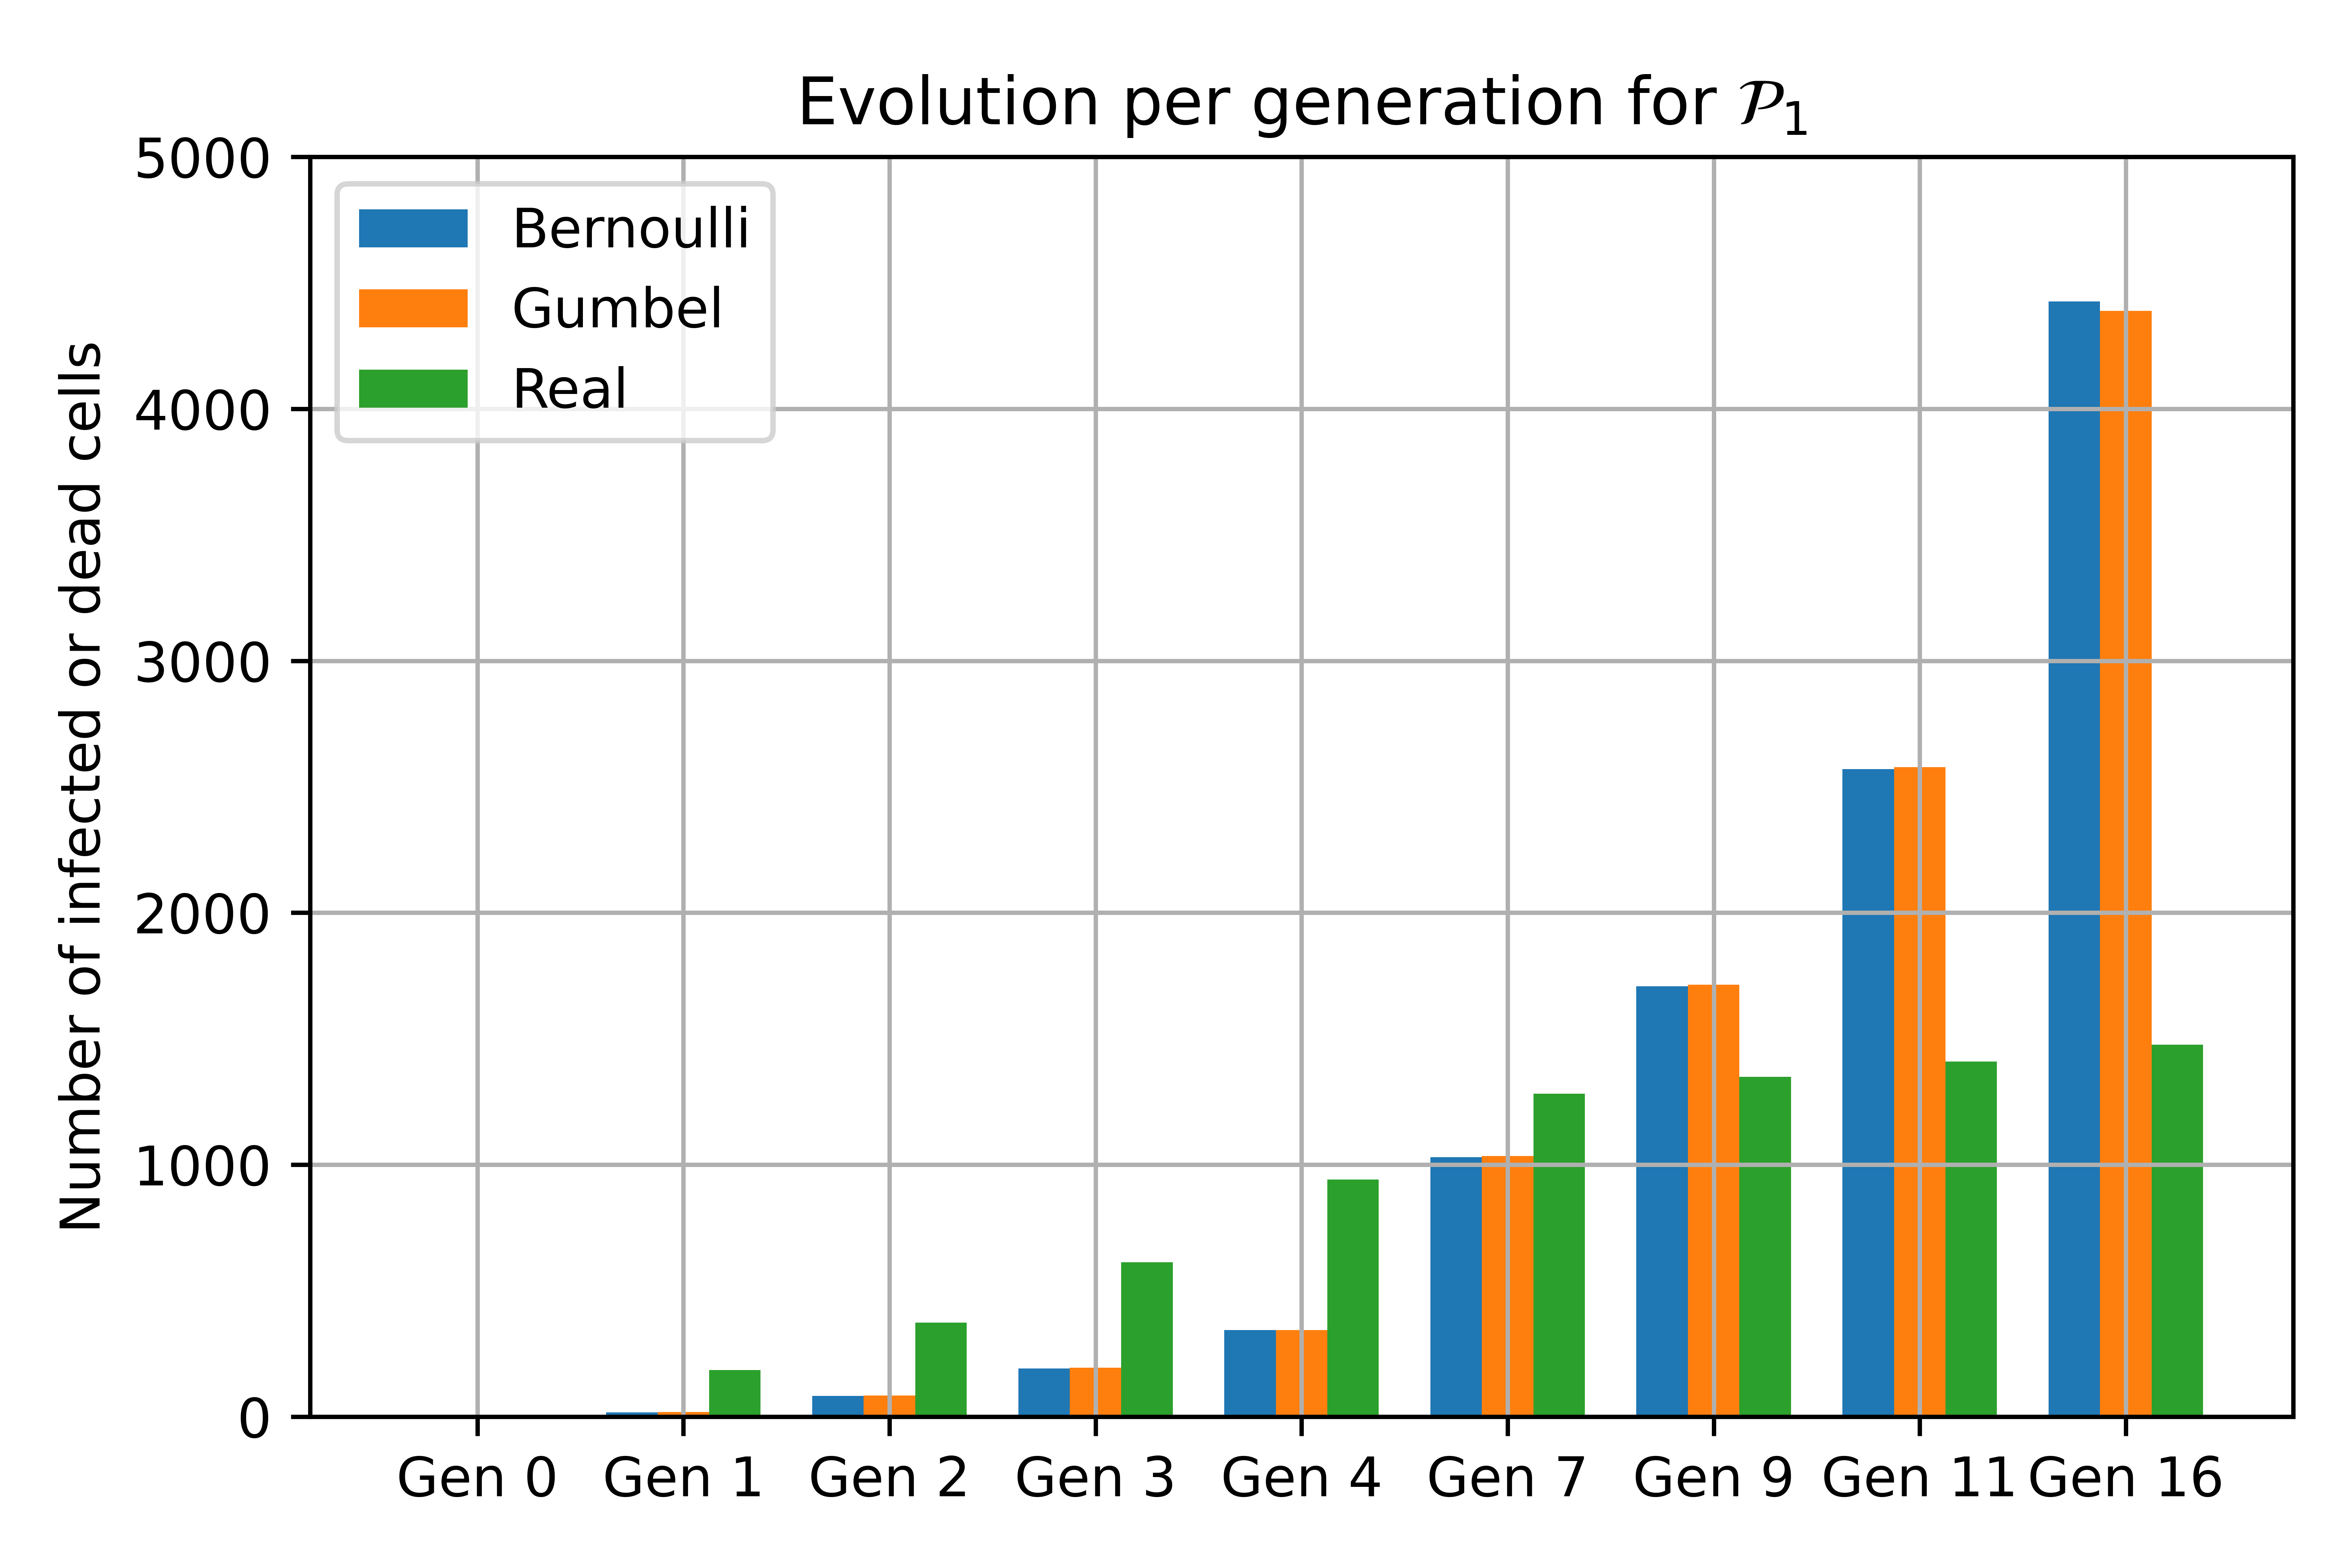 Evolution per generation for 𝒫₁
5000
4000
3000
2000
1000
0
Number of infected or dead cells
Bernoulli
Gumbel
Real
Gen 0 Gen 1 Gen 2 Gen 3 Gen 4 Gen 7 Gen 9 Gen 11 Gen 16